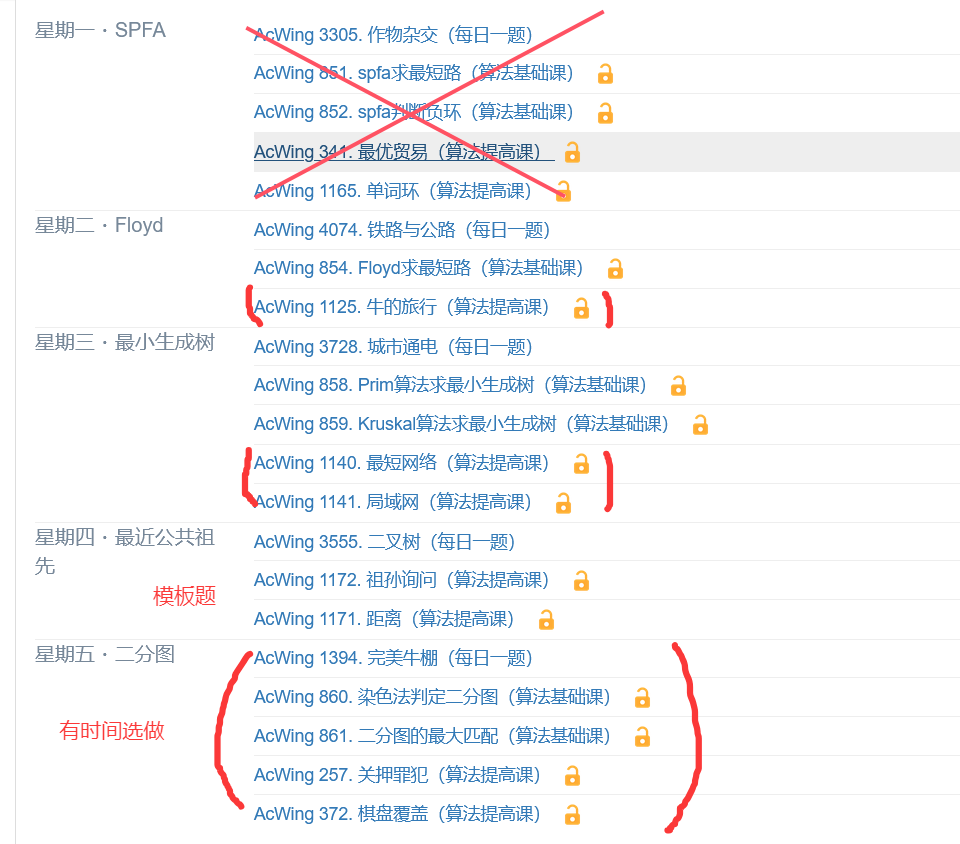 星期一 · SPFA
AcWing 3305. 作物杂交（每日一题）
AcWing 851. spfa求最短路（算法基础课）
AcWing 852. spfa判断负环（算法基础课）
AcWing 341. 最优贸易（算法提高课）
AcWing 1165. 单词环（算法提高课）
星期二 · Floyd
AcWing 4074. 铁路与公路（每日一题）
AcWing 854. Floyd求最短路（算法基础课）
AcWing 1125. 牛的旅行（算法提高课）
星期三 · 最小生成树
AcWing 3728. 城市通电（每日一题）
AcWing 858. Prim算法求最小生成树（算法基础课）
AcWing 859. Kruskal算法求最小生成树（算法基础课）
AcWing 1140. 最短网络（算法提高课）
AcWing 1141. 局域网（算法提高课）
星期四 · 最近公共祖
先
模板题
AcWing 3555. 二叉树（每日一题）
AcWing 1172. 祖孙询问（算法提高课）
AcWing 1171. 距离（算法提高课）
星期五 · 二分图
有时间选做
AcWing 1394. 完美牛棚（每日一题）
AcWing 860. 染色法判定二分图（算法基础课）
AcWing 861. 二分图的最大匹配（算法基础课）
AcWing 257. 关押罪犯（算法提高课）
AcWing 372. 棋盘覆盖（算法提高课）